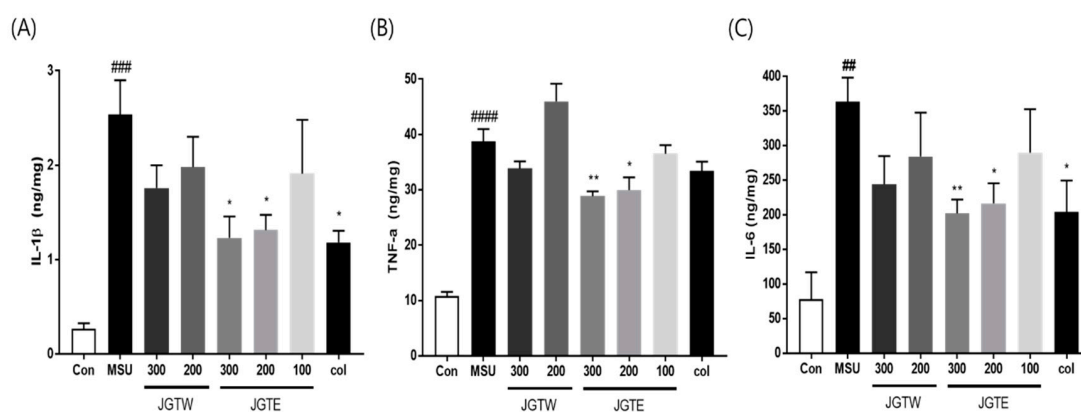 (A)
IL-1β (ng/mg)
3
2
1
0
###
*
*
*
Con MSU 300 200 300 200 100 col
JGTW JGTE
(B)
TNF-a (ng/mg)
50
40
30
20
10
0
####
**
*
Con MSU 300 200 300 200 100 col
JGTW JGTE
(C)
IL-6 (ng/mg)
400
350
300
250
200
150
100
50
0
##
**
*
*
Con MSU 300 200 300 200 100 col
JGTW JGTE